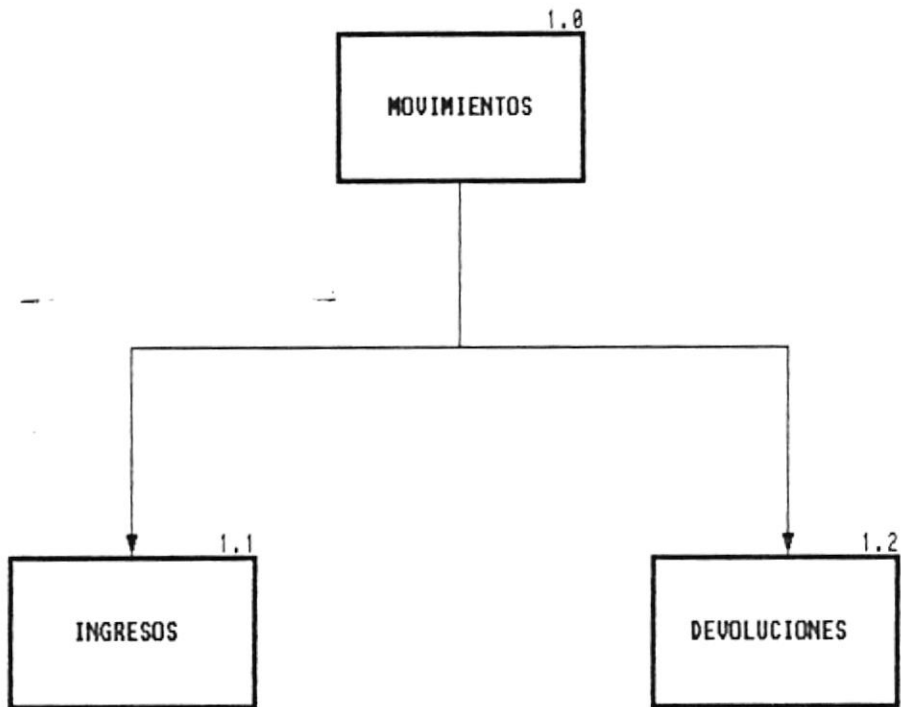 1.0
MOVIMIENTOS
1.1
INGRESOS
1.2
DEVOLUCIONES